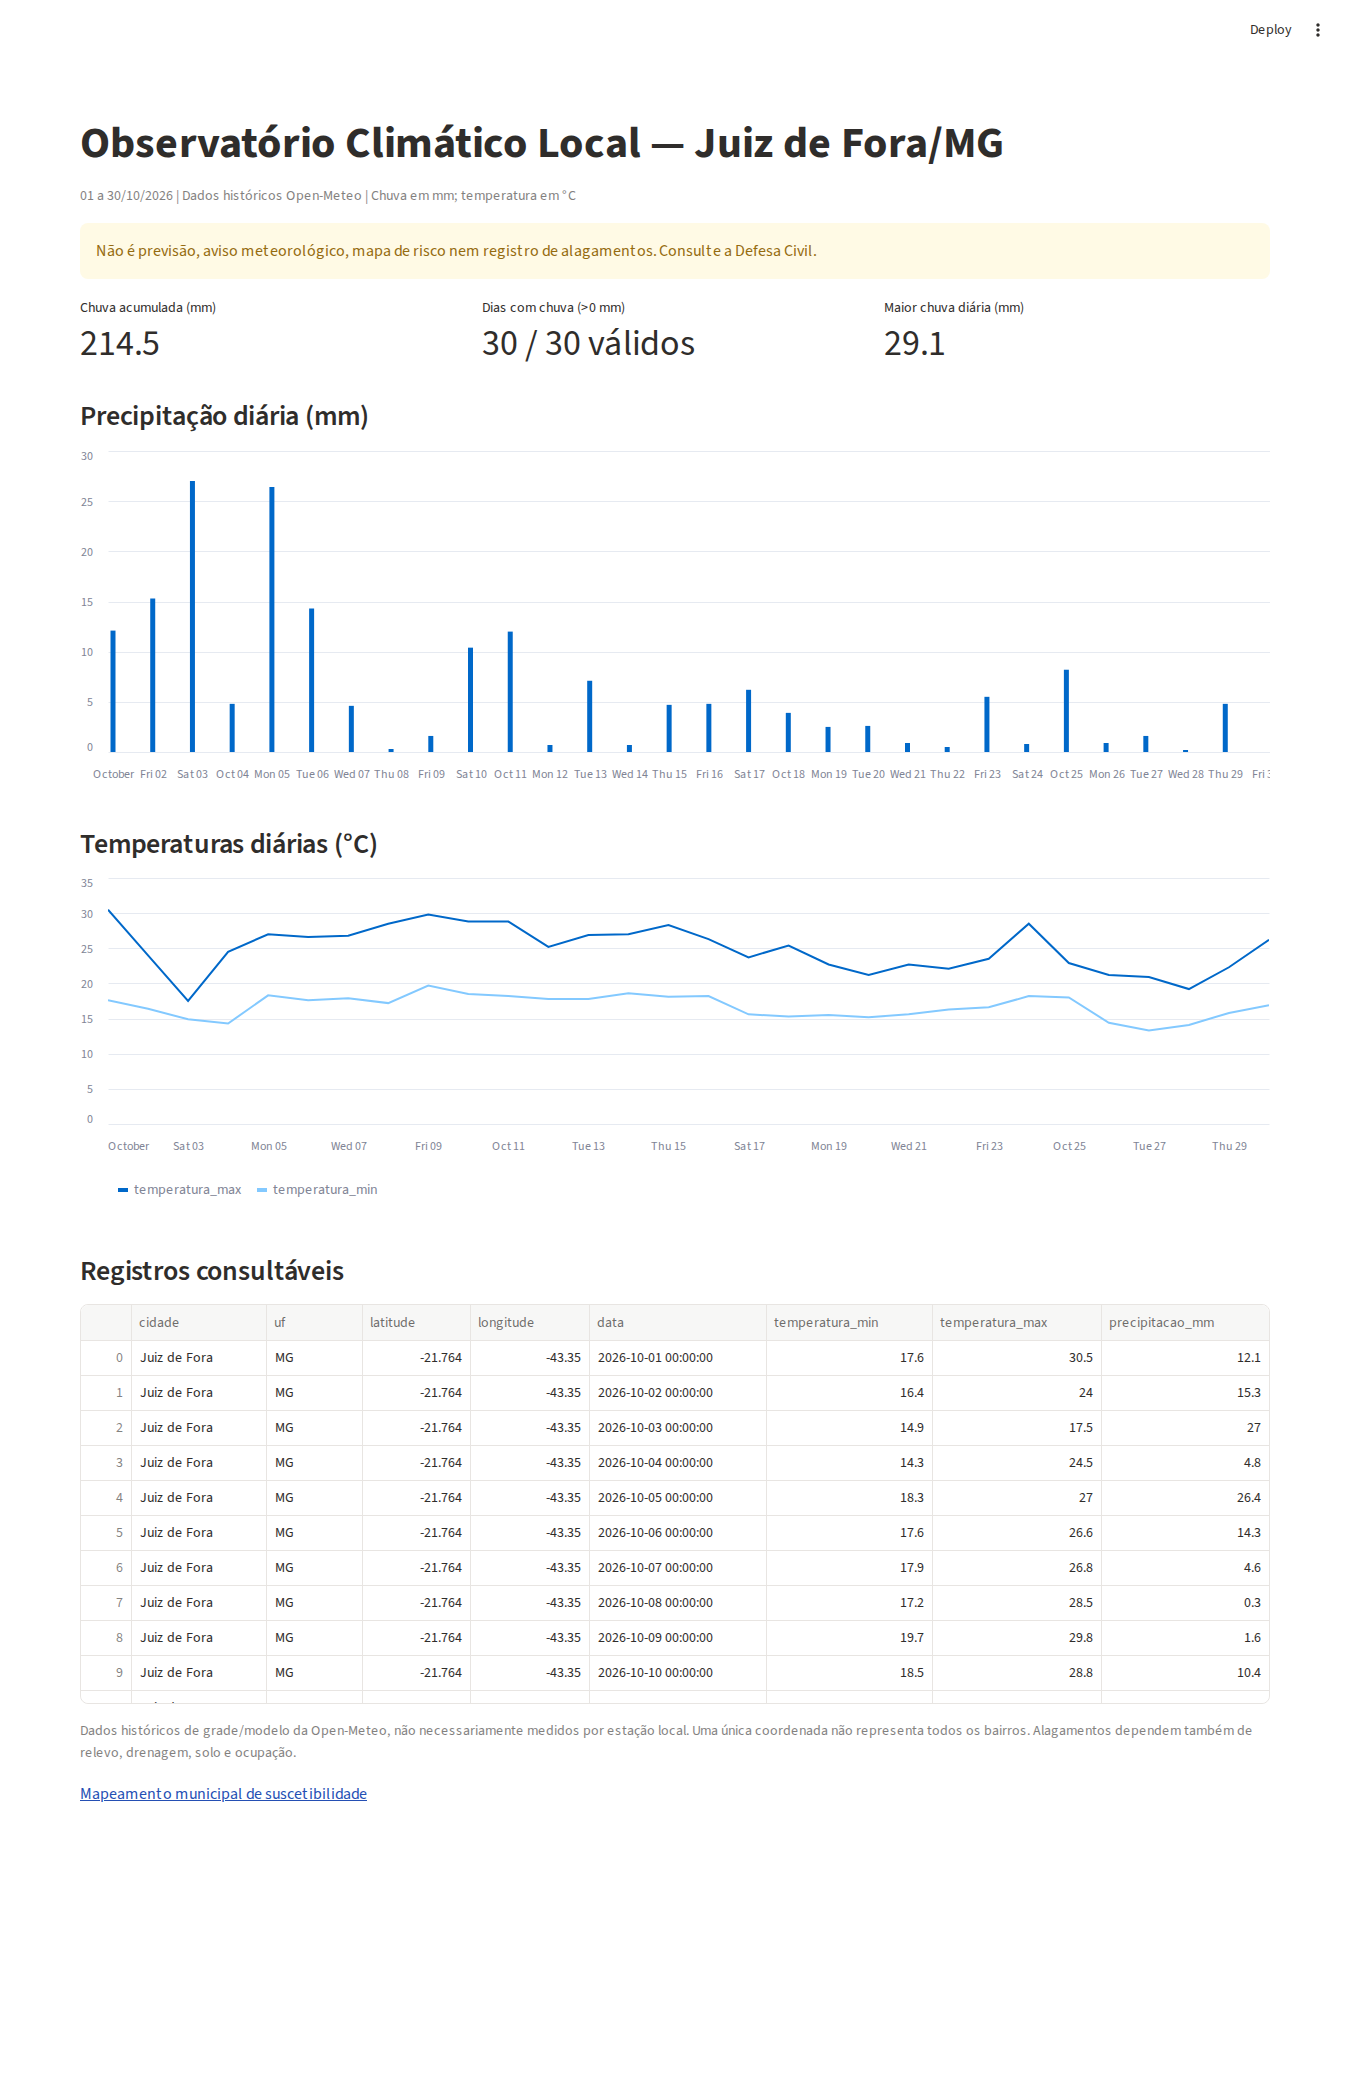 Deploy
Observatório Climático Local — Juiz de Fora/MG
01 a 30/10/2026 | Dados históricos Open-Meteo | Chuva em mm; temperatura em °C
Não é previsão, aviso meteorológico, mapa de risco nem registro de alagamentos. Consulte a Defesa Civil.
Chuva acumulada (mm) Dias com chuva (>0 mm) Maior chuva diária (mm)
214.5 30 / 30 válidos 29.1
Precipitação diária (mm)
30
25
20
15
10
5
0
October Fri 02 Sat 03 Oct 04 Mon 05 Tue 06 Wed 07 Thu 08 Fri 09 Sat 10 Oct 11 Mon 12 Tue 13 Wed 14 Thu 15 Fri 16 Sat 17 Oct 18 Mon 19 Tue 20 Wed 21 Thu 22 Fri 23 Sat 24 Oct 25 Mon 26 Tue 27 Wed 28 Thu 29 Fri
Temperaturas diárias (°C)
35
30
25
20
15
10
5
0
October Sat 03 Mon 05 Wed 07 Fri 09 Oct 11 Tue 13 Thu 15 Sat 17 Mon 19 Wed 21 Fri 23 Oct 25 Tue 27 Thu 29
temperatura_max temperatura_min
Registros consultáveis
cidade uf latitude longitude data temperatura_min temperatura_max precipitacao_mm
0 Juiz de Fora MG -21.764 -43.35 2026-10-01 00:00:00 17.6 30.5 12.1
1 Juiz de Fora MG -21.764 -43.35 2026-10-02 00:00:00 16.4 24 15.3
2 Juiz de Fora MG -21.764 -43.35 2026-10-03 00:00:00 14.9 17.5 27
3 Juiz de Fora MG -21.764 -43.35 2026-10-04 00:00:00 14.3 24.5 4.8
4 Juiz de Fora MG -21.764 -43.35 2026-10-05 00:00:00 18.3 27 26.4
5 Juiz de Fora MG -21.764 -43.35 2026-10-06 00:00:00 17.6 26.6 14.3
6 Juiz de Fora MG -21.764 -43.35 2026-10-07 00:00:00 17.9 26.8 4.6
7 Juiz de Fora MG -21.764 -43.35 2026-10-08 00:00:00 17.2 28.5 0.3
8 Juiz de Fora MG -21.764 -43.35 2026-10-09 00:00:00 19.7 29.8 1.6
9 Juiz de Fora MG -21.764 -43.35 2026-10-10 00:00:00 18.5 28.8 10.4
Dados históricos de grade/modelo da Open-Meteo, não necessariamente medidos por estação local. Uma única coordenada não representa todos os bairros. Alagamentos dependem também de
relevo, drenagem, solo e ocupação.
Mapeamento municipal de suscetibilidade